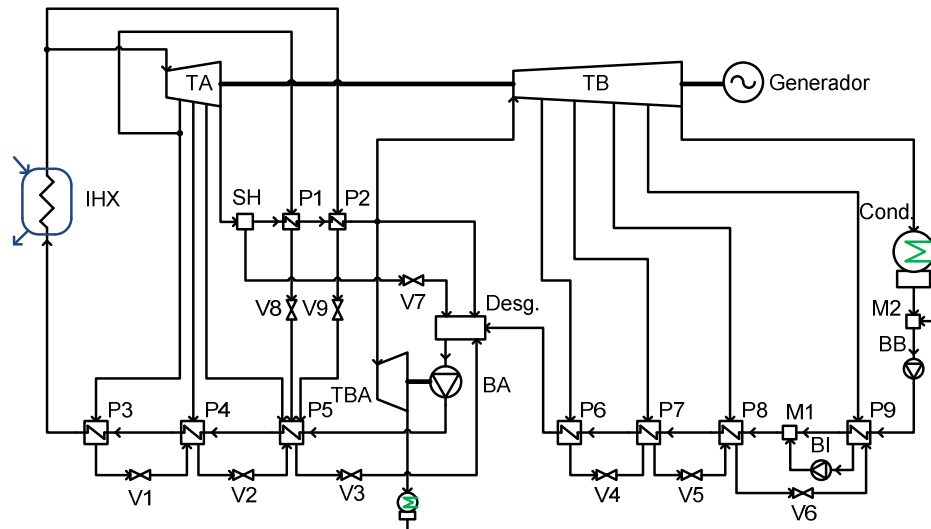 TA
TB
Generador
IHX
SH
P1
P2
Cond.
V7
V8
V9
Desg.
M2
BB
TBA
BA
P3
P4
P5
P6
P7
P8
M1
P9
BI
V1
V2
V3
V4
V5
V6